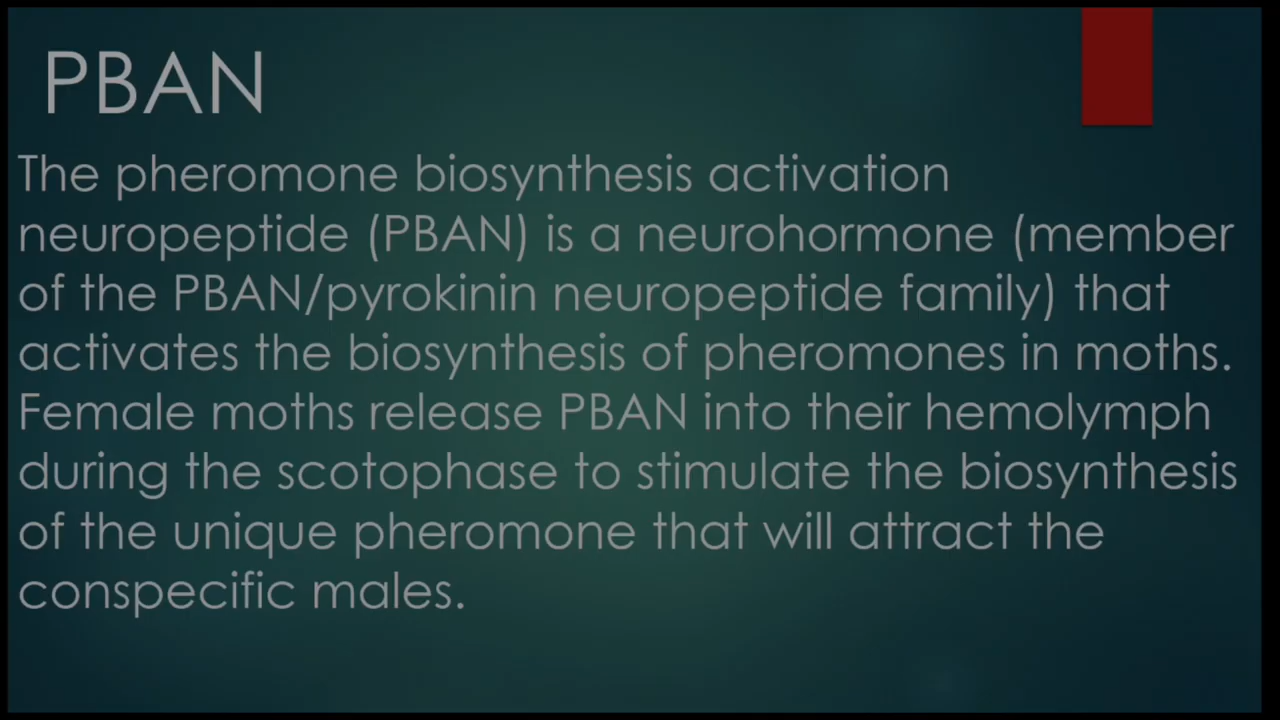 PBAN
The pheromone biosynthesis activation
neuropeptide (PBAN) is a neurohormone (member
of the PBAN/pyrokinin neuropeptide family) that
activates the biosynthesis of pheromones in moths.
Female moths release PBAN into their hemolymph
during the scotophase to stimulate the biosynthesis
of the unique pheromone that will attract the
conspecific males.